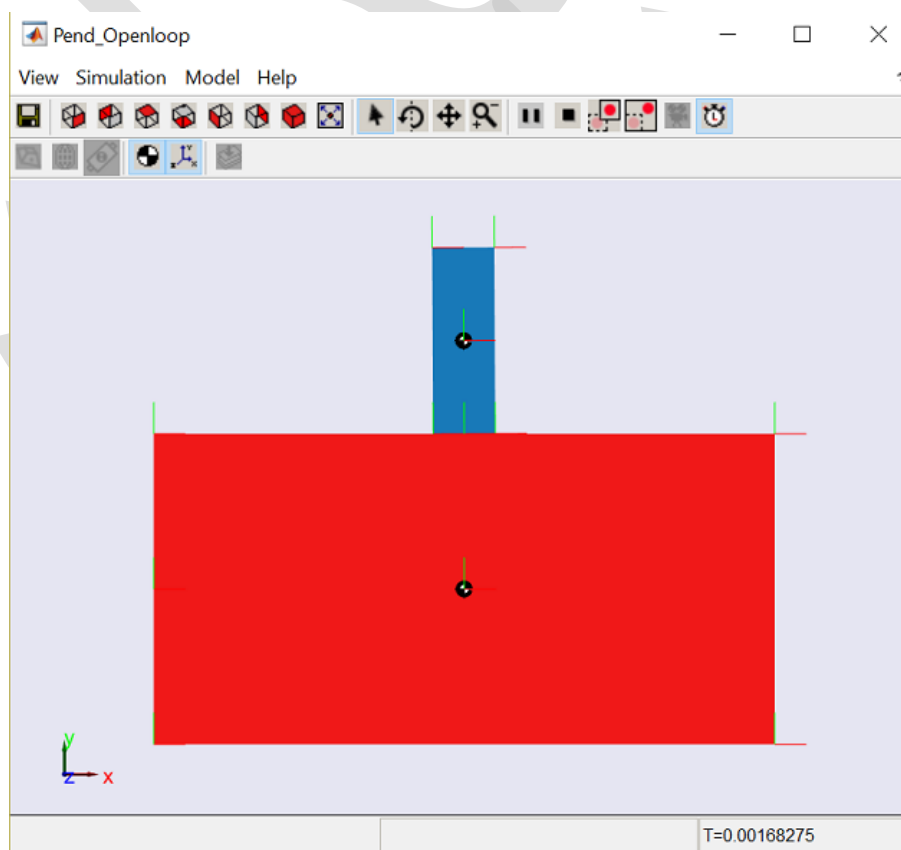 Pend_Openloop
View Simulation Model Help
y
z x
T=0.00168275